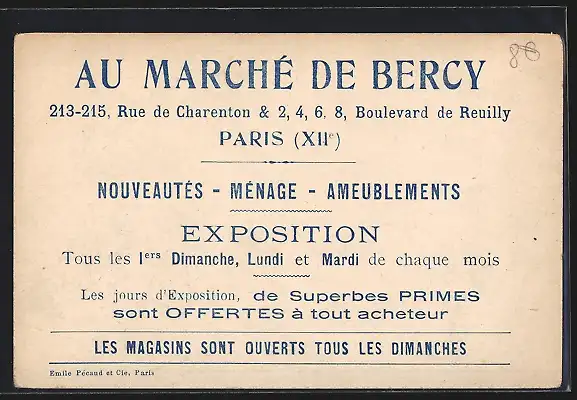 86
AU MARCHÉ DE BERCY
213-215, Rue de Charenton & 2, 4, 6, 8, Boulevard de Reuilly
PARIS (XIIe)
NOUVEAUTÉS - MÉNAGE - AMEUBLEMENTS
EXPOSITION
Tous les 1ers Dimanche, Lundi et Mardi de chaque mois
Les jours d'Exposition, de Superbes PRIMES
sont OFFERTES à tout acheteur
LES MAGASINS SONT OUVERTS TOUS LES DIMANCHES
Emile Pécaud et Cie, Paris